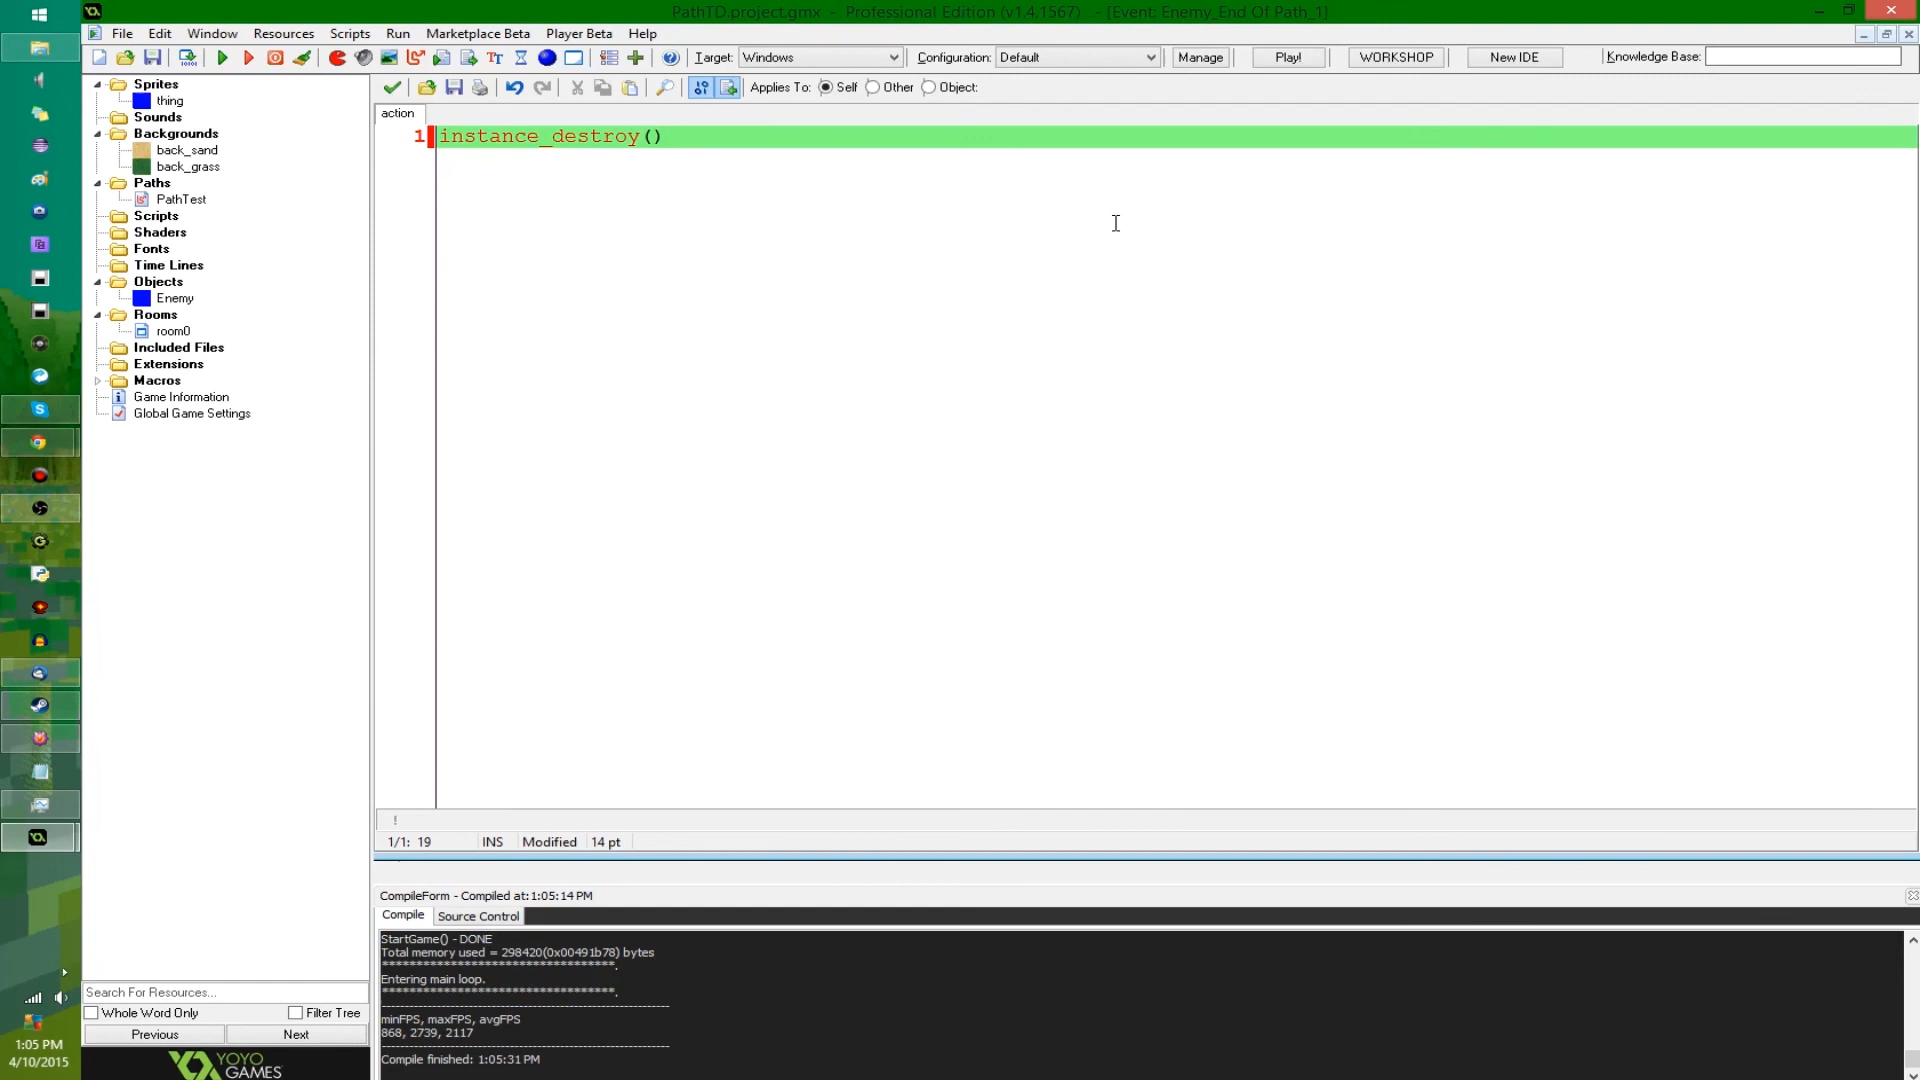 PathTD.project.gmx - Professional Edition (v1.4.1567) - [Event: Enemy_End Of Path_1]
File Edit Window Resources Scripts Run Marketplace Beta Player Beta Help
Target: Windows Configuration: Default Manage Play! WORKSHOP New IDE Knowledge Base:
Applies To: Self Other Object:
action
1 instance_destroy()
Sprites
thing
Sounds
Backgrounds
back_sand
back_grass
Paths
PathTest
Scripts
Shaders
Fonts
Time Lines
Objects
Enemy
Rooms
room0
Included Files
Extensions
Macros
Game Information
Global Game Settings
!
1/1: 19 INS Modified 14 pt
CompileForm - Compiled at:1:05:14 PM
Compile Source Control
StartGame() - DONE
Total memory used = 298420(0x00491b78) bytes
**********************************.
Entering main loop.
**********************************.
minFPS, maxFPS, avgFPS
868, 2739, 2117
Compile finished: 1:05:31 PM
Search For Resources...
Whole Word Only Filter Tree
Previous Next
YOYO
GAMES
1:05 PM
4/10/2015